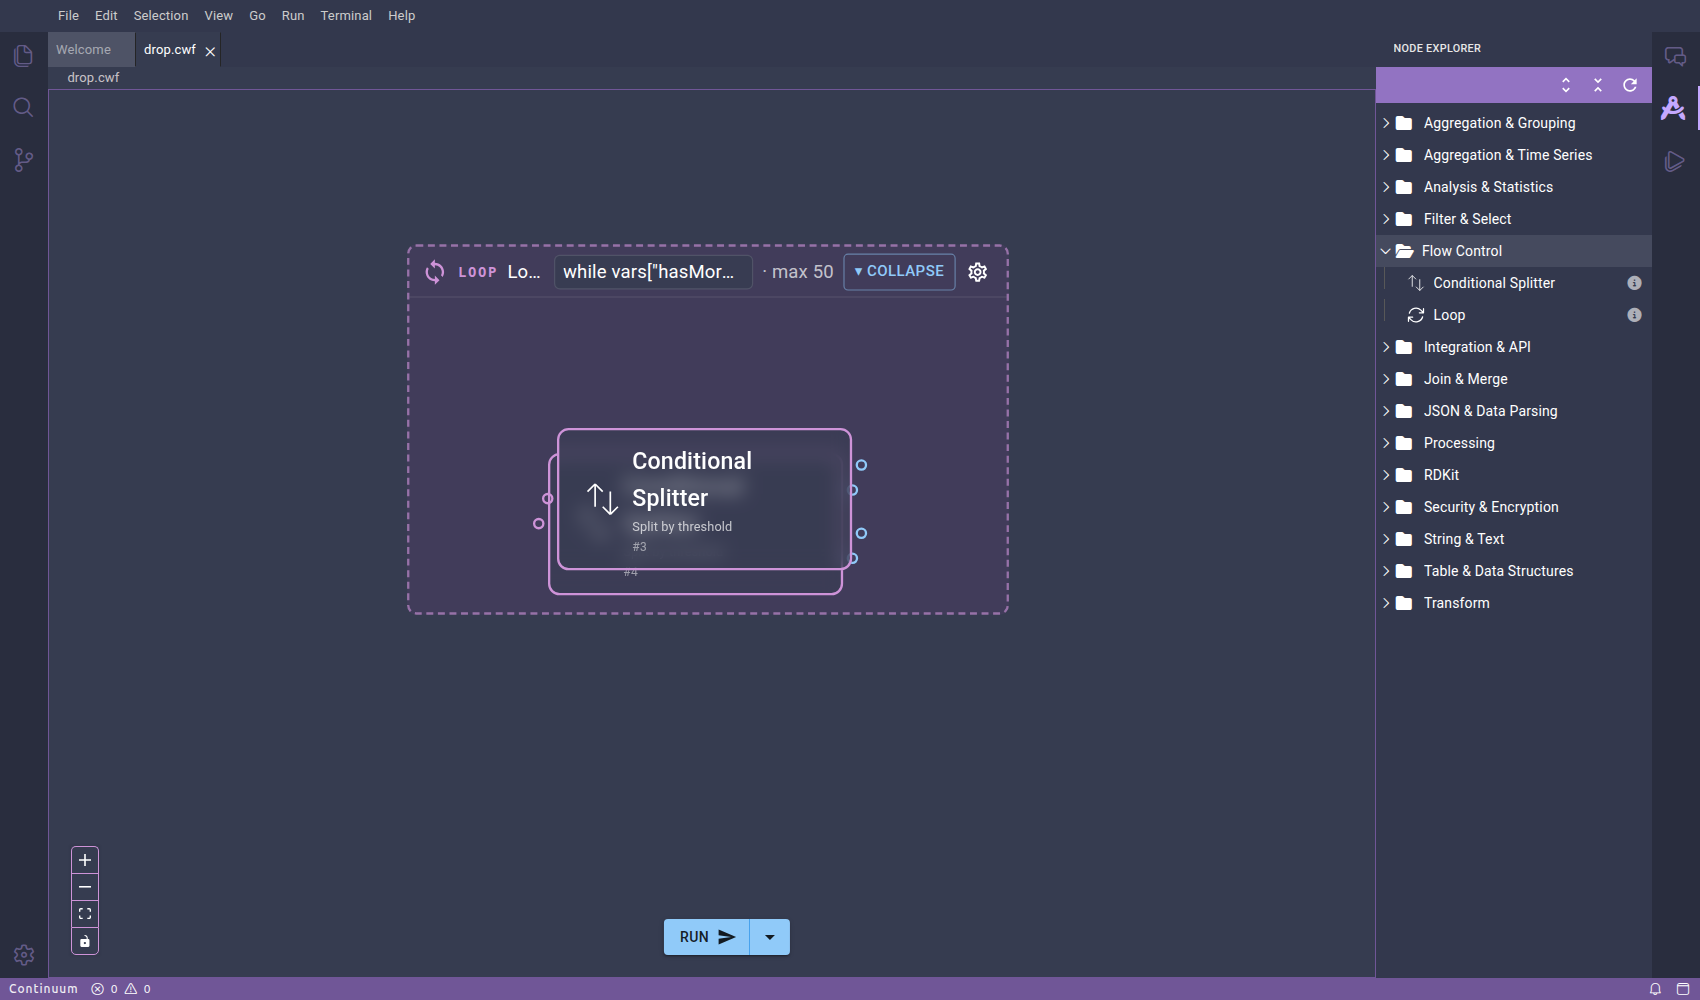 File Edit Selection View Go Run Terminal Help
Welcome
drop.cwf
drop.cwf
LOOP Lo... while vars["hasMor... · max 50 ▾ COLLAPSE
Conditional
Splitter
Split by threshold
#3
#4
RUN
NODE EXPLORER
Aggregation & Grouping
Aggregation & Time Series
Analysis & Statistics
Filter & Select
Flow Control
Conditional Splitter
Loop
Integration & API
Join & Merge
JSON & Data Parsing
Processing
RDKit
Security & Encryption
String & Text
Table & Data Structures
Transform
Continuum 0 0